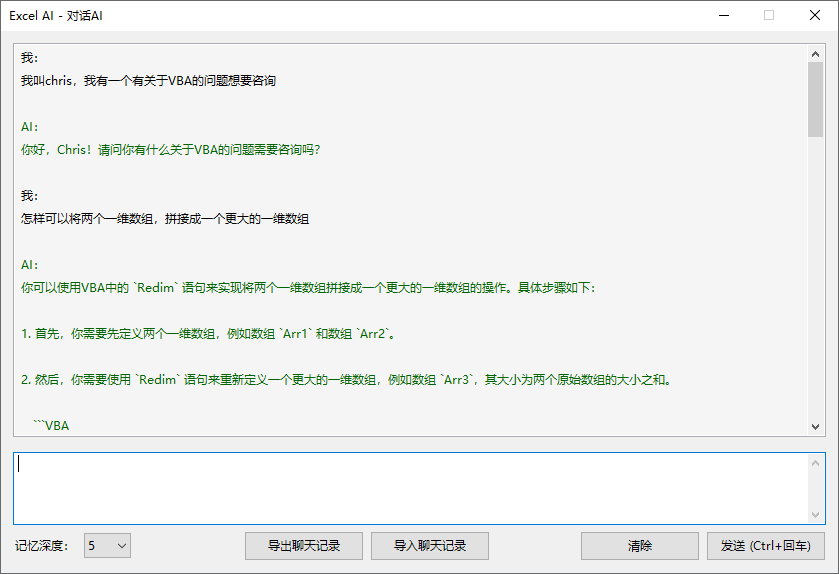 Excel AI - 对话AI
我：
我叫chris，我有一个有关于VBA的问题想要咨询
AI：
你好，Chris！请问你有什么关于VBA的问题需要咨询吗？
我：
怎样可以将两个一维数组，拼接成一个更大的一维数组
AI：
你可以使用VBA中的 `Redim` 语句来实现将两个一维数组拼接成一个更大的一维数组的操作。具体步骤如下：
1. 首先，你需要先定义两个一维数组，例如数组 `Arr1` 和数组 `Arr2`。
2. 然后，你需要使用 `Redim` 语句来重新定义一个更大的一维数组，例如数组 `Arr3`，其大小为两个原始数组的大小之和。
```VBA
记忆深度： 5 导出聊天记录 导入聊天记录 清除 发送 (Ctrl+回车)